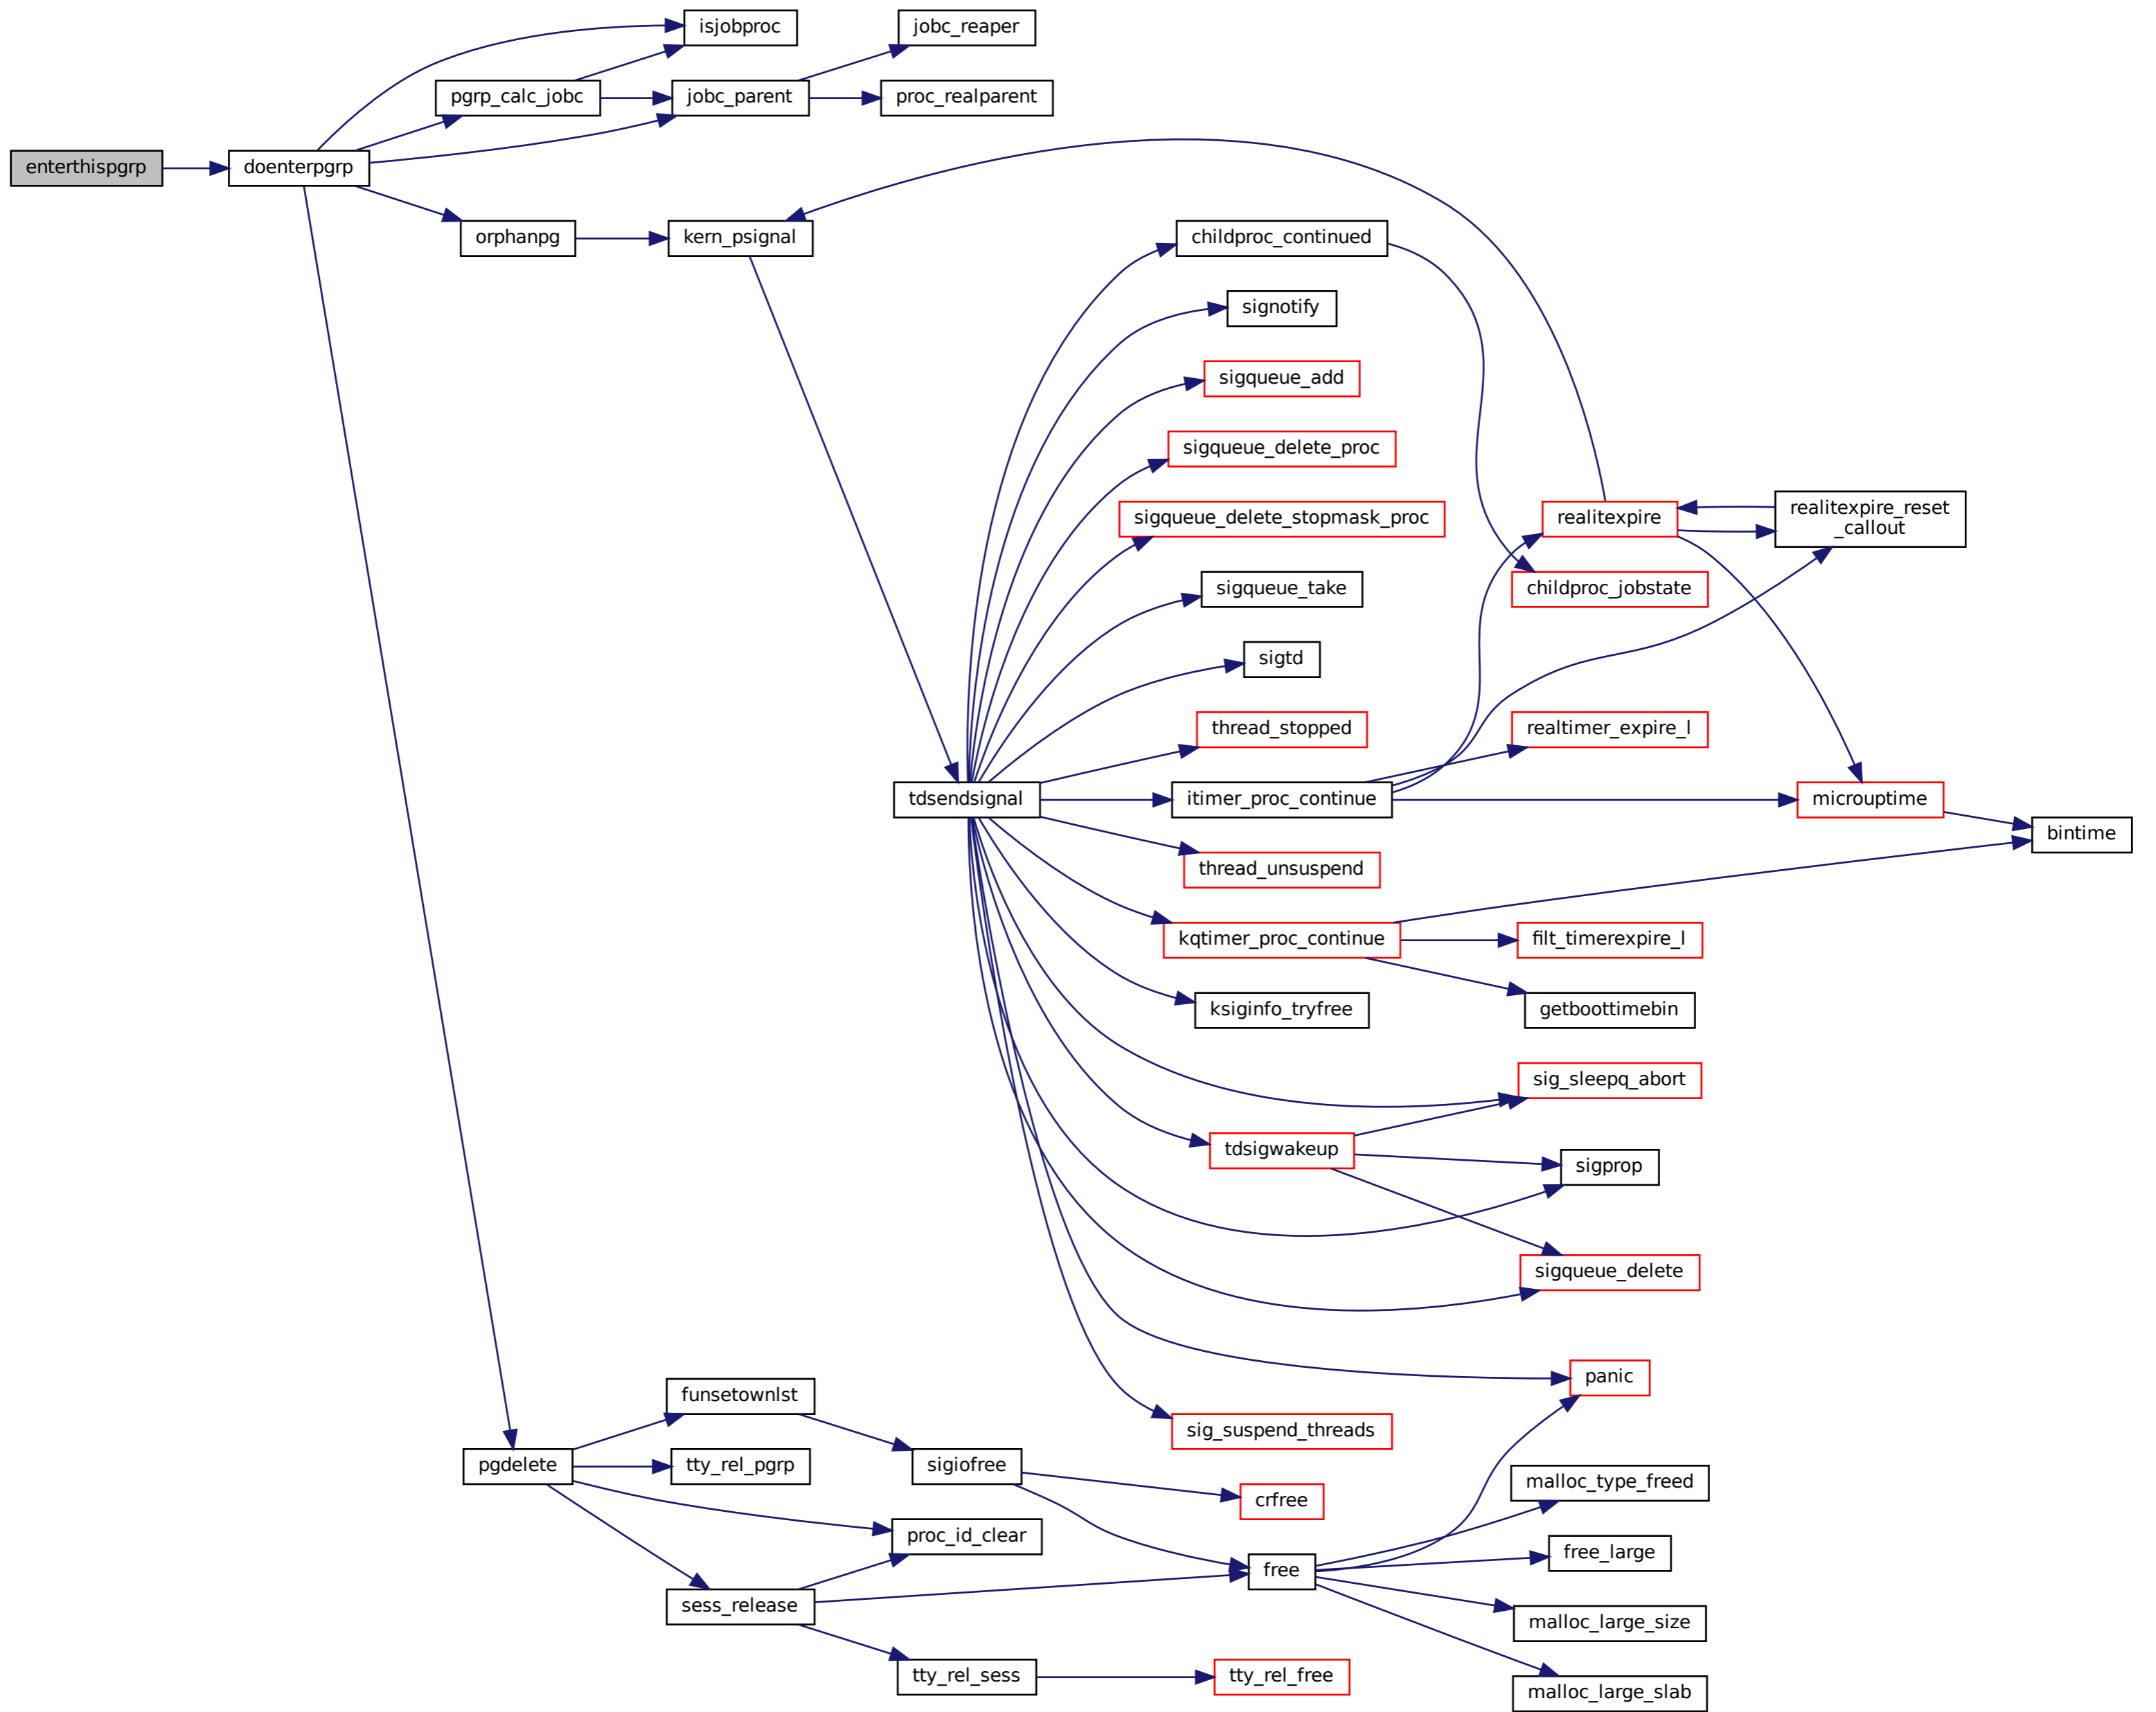 isjobproc
jobc_reaper
pgrp_calc_jobc
jobc_parent
proc_realparent
enterthispgrp
doenterpgrp
orphanpg
kern_psignal
childproc_continued
signotify
sigqueue_add
sigqueue_delete_proc
sigqueue_delete_stopmask_proc
realitexpire
realitexpire_reset
_callout
sigqueue_take
childproc_jobstate
sigtd
thread_stopped
realtimer_expire_l
tdsendsignal
itimer_proc_continue
microuptime
bintime
thread_unsuspend
kqtimer_proc_continue
filt_timerexpire_l
ksiginfo_tryfree
getboottimebin
sig_sleepq_abort
tdsigwakeup
sigprop
sigqueue_delete
panic
funsetownlst
sig_suspend_threads
pgdelete
tty_rel_pgrp
sigiofree
malloc_type_freed
crfree
proc_id_clear
free_large
free
sess_release
malloc_large_size
tty_rel_sess
tty_rel_free
malloc_large_slab